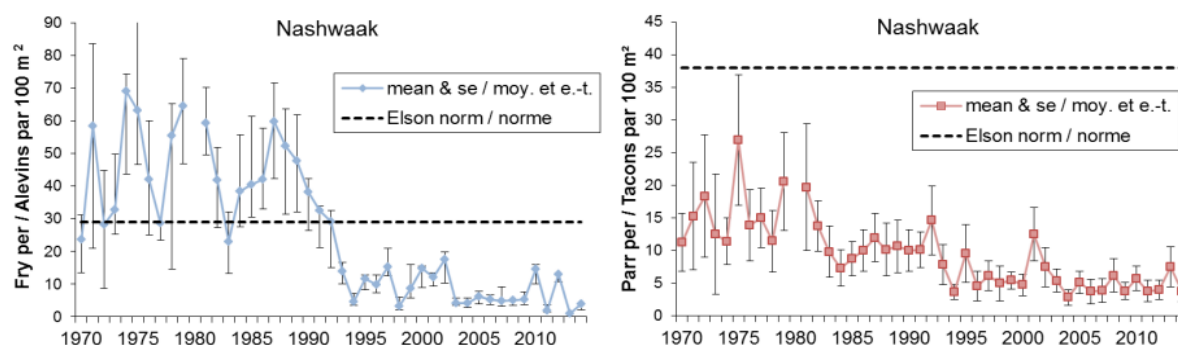 Nashwaak
Fry per / Alevins par 100 m²
90
80
70
60
50
40
30
20
10
0
mean & se / moy. et e.-t.
Elson norm / norme
1970 1975 1980 1985 1990 1995 2000 2005 2010
Nashwaak
Parr per / Tacons par 100 m²
45
40
35
30
25
20
15
10
5
0
mean & se / moy. et e.-t.
Elson norm / norme
1970 1975 1980 1985 1990 1995 2000 2005 2010